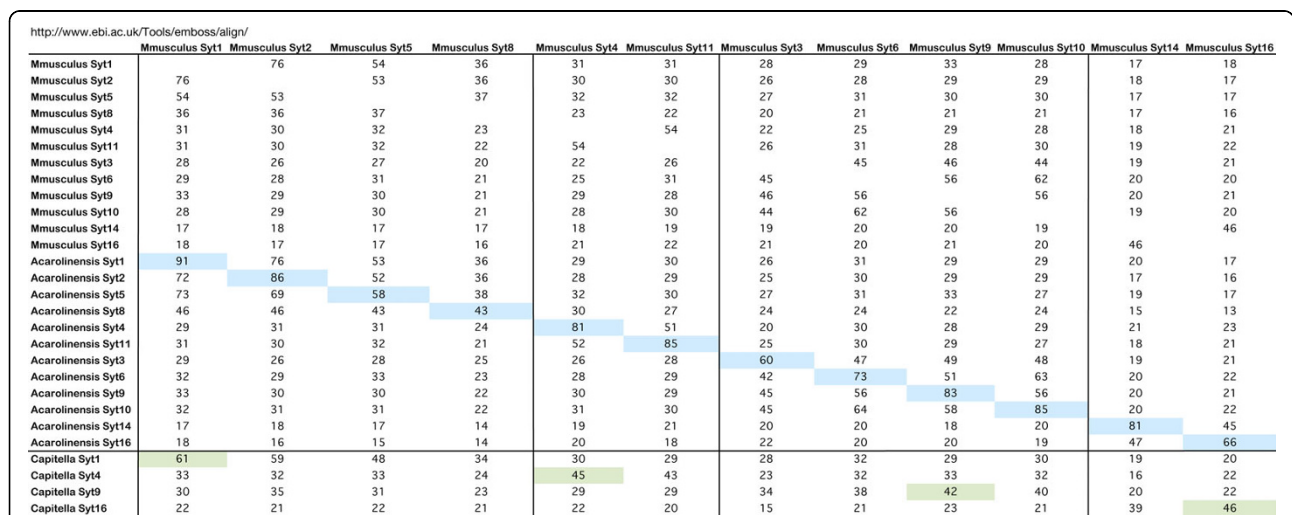 http://www.ebi.ac.uk/Tools/emboss/align/
Mmusculus Syt1 Mmusculus Syt2 Mmusculus Syt5 Mmusculus Syt8 Mmusculus Syt4 Mmusculus Syt11 Mmusculus Syt3 Mmusculus Syt6 Mmusculus Syt9 Mmusculus Syt10 Mmusculus Syt14 Mmusculus Syt16
Mmusculus Syt1 76 54 36 31 31 28 29 33 28 17 18
Mmusculus Syt2 76 53 36 30 30 26 28 29 29 18 17
Mmusculus Syt5 54 53 37 32 32 27 31 30 30 17 17
Mmusculus Syt8 36 36 37 23 22 20 21 21 21 17 16
Mmusculus Syt4 31 30 32 23 54 22 25 29 28 18 21
Mmusculus Syt11 31 30 32 22 54 26 31 28 30 19 22
Mmusculus Syt3 28 26 27 20 22 26 45 46 44 19 21
Mmusculus Syt6 29 28 31 21 25 31 45 56 62 20 20
Mmusculus Syt9 33 29 30 21 29 28 46 56 56 20 21
Mmusculus Syt10 28 29 30 21 28 30 44 62 56 19 20
Mmusculus Syt14 17 18 17 17 18 19 19 20 20 19 46
Mmusculus Syt16 18 17 17 16 21 22 21 20 21 20 46
Acarolinensis Syt1 91 76 53 36 29 30 26 31 29 29 20 17
Acarolinensis Syt2 72 86 52 36 28 29 25 30 29 29 17 16
Acarolinensis Syt5 73 69 58 38 32 30 27 31 33 27 19 17
Acarolinensis Syt8 46 46 43 43 30 27 24 24 22 24 15 13
Acarolinensis Syt4 29 31 31 24 81 51 20 30 28 29 21 23
Acarolinensis Syt11 31 30 32 21 52 85 25 30 29 27 18 21
Acarolinensis Syt3 29 26 28 25 26 28 60 47 49 48 19 21
Acarolinensis Syt6 32 29 33 23 28 29 42 73 51 63 20 22
Acarolinensis Syt9 33 30 30 22 30 29 45 56 83 56 20 21
Acarolinensis Syt10 32 31 31 22 31 30 45 64 58 85 20 22
Acarolinensis Syt14 17 18 17 14 19 21 20 20 18 20 81 45
Acarolinensis Syt16 18 16 15 14 20 18 22 20 20 19 47 66
Capitella Syt1 61 59 48 34 30 29 28 32 29 30 19 20
Capitella Syt4 33 32 33 24 45 43 23 32 33 32 16 22
Capitella Syt9 30 35 31 23 29 29 34 38 42 40 20 22
Capitella Syt16 22 21 22 21 22 20 15 21 23 21 39 46